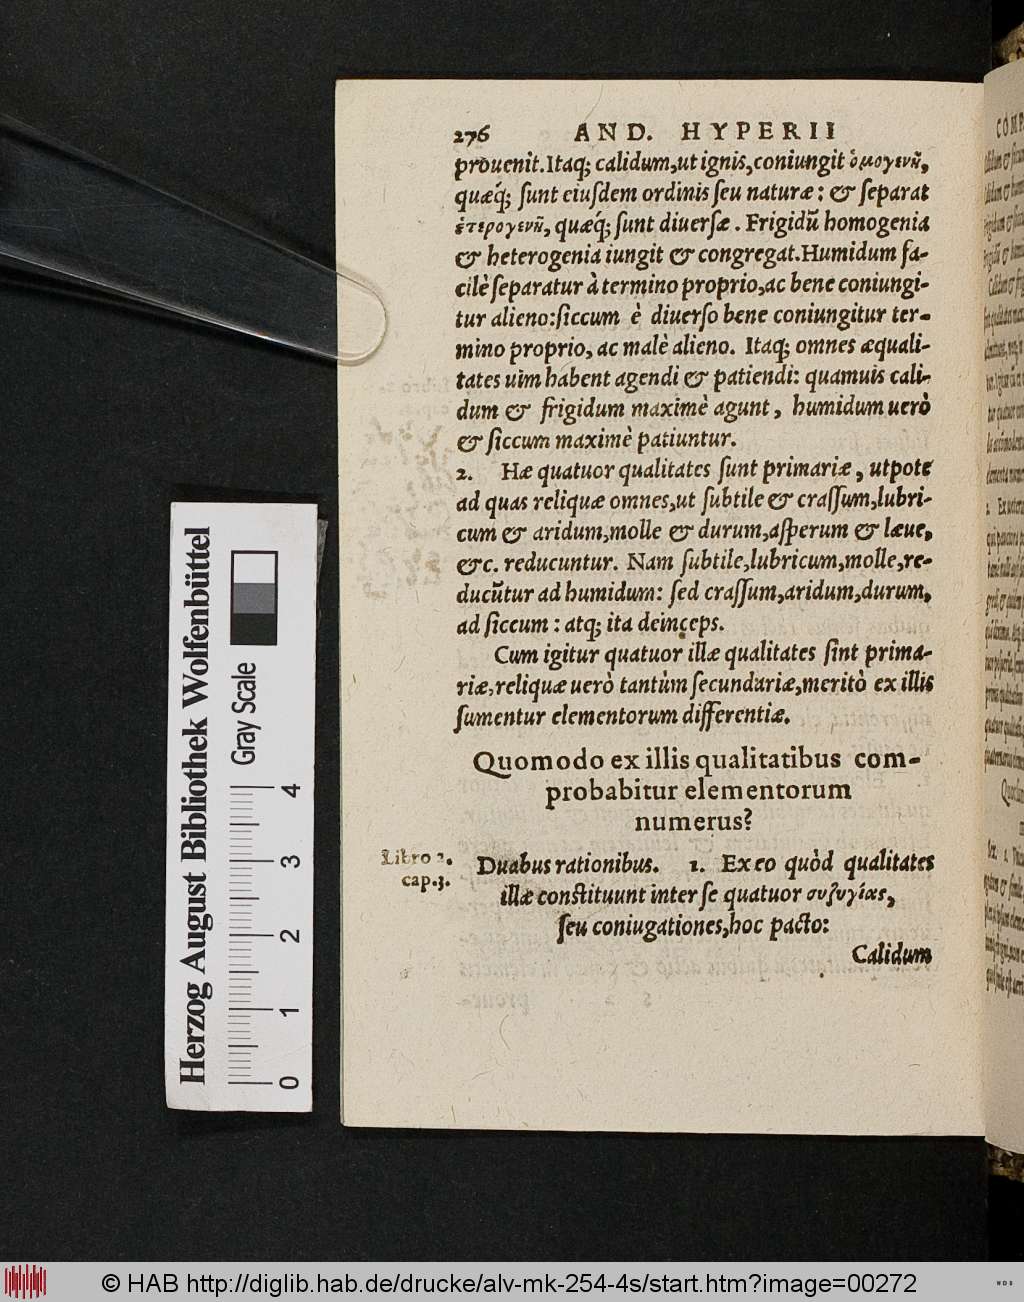 276 AND. HYPERII
prouenit. Itaq; calidum, ut ignis, coniungit ὁμογενῆ,
quæq́; ſunt eiuſdem ordinis ſeu naturæ: & ſeparat
ἑτερογενῆ, quæq́; ſunt diuerſæ. Frigidũ homogenia
& heterogenia iungit & congregat. Humidum fa-
cilè ſeparatur à termino proprio, ac bene coniungi-
tur alieno: ſiccum è diuerſo bene coniungitur ter-
mino proprio, ac malè alieno. Itaq; omnes æquali-
tates uim habent agendi & patiendi: quamuis cali-
dum & frigidum maximè agunt, humidum uerò
& ſiccum maximè patiuntur.
2. Hæ quatuor qualitates ſunt primariæ, utpote
ad quas reliquæ omnes, ut ſubtile & craſſum, lubri-
cum & aridum, molle & durum, aſperum & læue,
&c. reducuntur. Nam ſubtile, lubricum, molle, re-
ducũtur ad humidum: ſed craſſum, aridum, durum,
ad ſiccum: atq; ita deinceps.
Cum igitur quatuor illæ qualitates ſint prima-
riæ, reliquæ uerò tantùm ſecundariæ, meritò ex illis
ſumentur elementorum differentiæ.
Quomodo ex illis qualitatibus com-
probabitur elementorum
numerus?
Libro 2.
cap. 3.
Duabus rationibus. 1. Ex eo quòd qualitates
illæ conſtituunt inter ſe quatuor συζυγίας,
ſeu coniugationes, hoc pacto:
Calidum
Herzog August Bibliothek Wolfenbüttel
Gray Scale
0 1 2 3 4
© HAB http://diglib.hab.de/drucke/alv-mk-254-4s/start.htm?image=00272